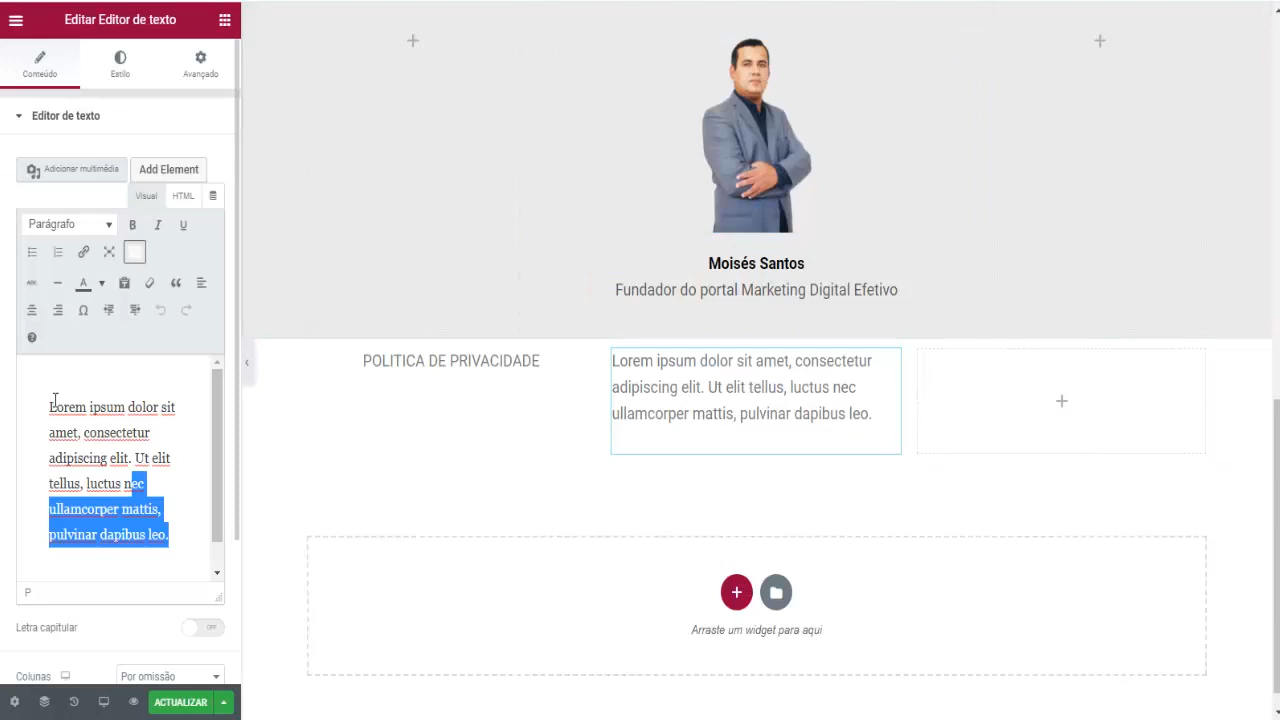 Editar Editor de texto
Conteúdo
Estilo
Avançado
Editor de texto
Adicionar multimédia
Add Element
Visual
HTML
Parágrafo
B
I
U
ABC
A
Ω
Lorem ipsum dolor sit
amet, consectetur
adipiscing elit. Ut elit
tellus, luctus nec
ullamcorper mattis,
pulvinar dapibus leo.
P
Letra capitular
OFF
Colunas
Por omissão
ACTUALIZAR
Moisés Santos
Fundador do portal Marketing Digital Efetivo
POLITICA DE PRIVACIDADE
Lorem ipsum dolor sit amet, consectetur
adipiscing elit. Ut elit tellus, luctus nec
ullamcorper mattis, pulvinar dapibus leo.
Arraste um widget para aqui